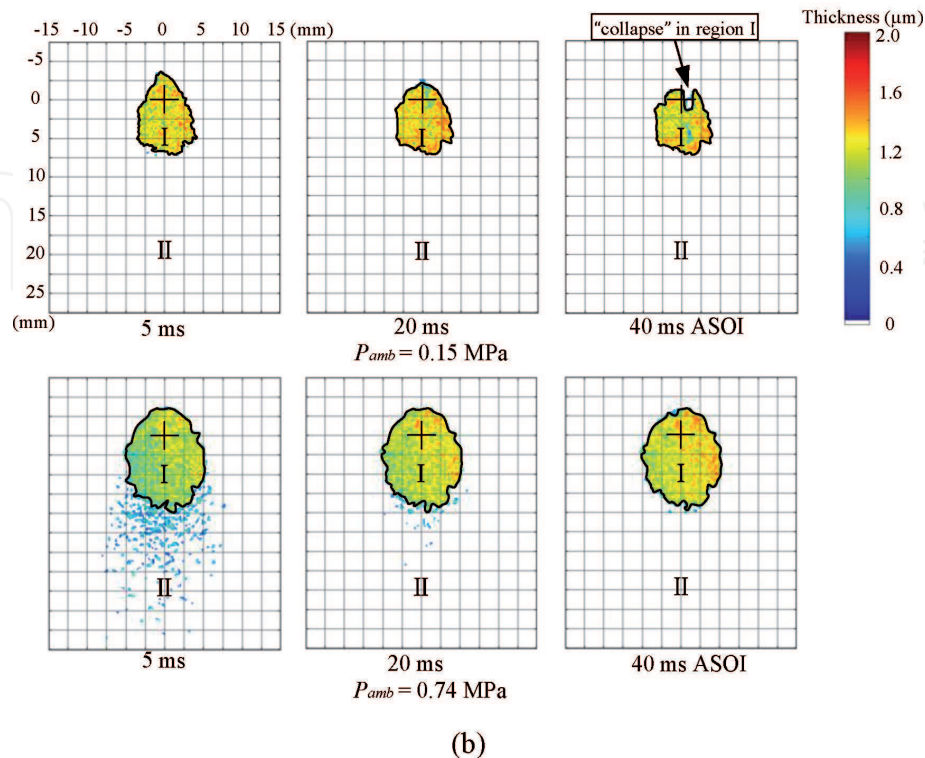 -15 -10 -5 0 5 10 15 (mm)
"collapse" in region I
Thickness (µm)
-5
0
5
10
15
20
25
(mm)
I
II
I
II
I
II
2.0
1.6
1.2
0.8
0.4
0
5 ms
20 ms
40 ms ASOI
Pamb = 0.15 MPa
I
II
I
II
I
II
5 ms
20 ms
40 ms ASOI
Pamb = 0.74 MPa
(b)